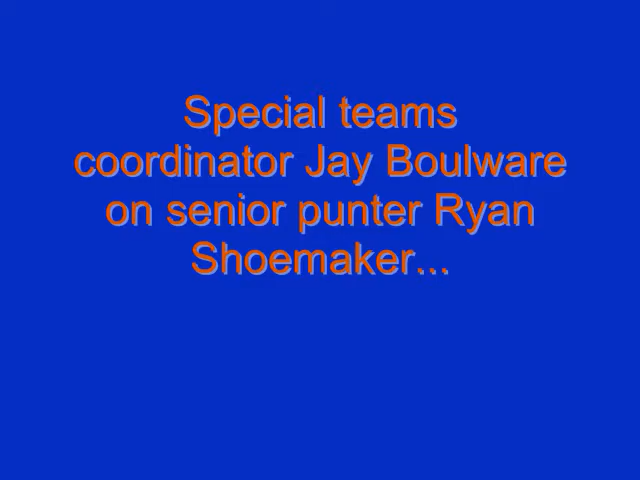 Special teams
coordinator Jay Boulware
on senior punter Ryan
Shoemaker...